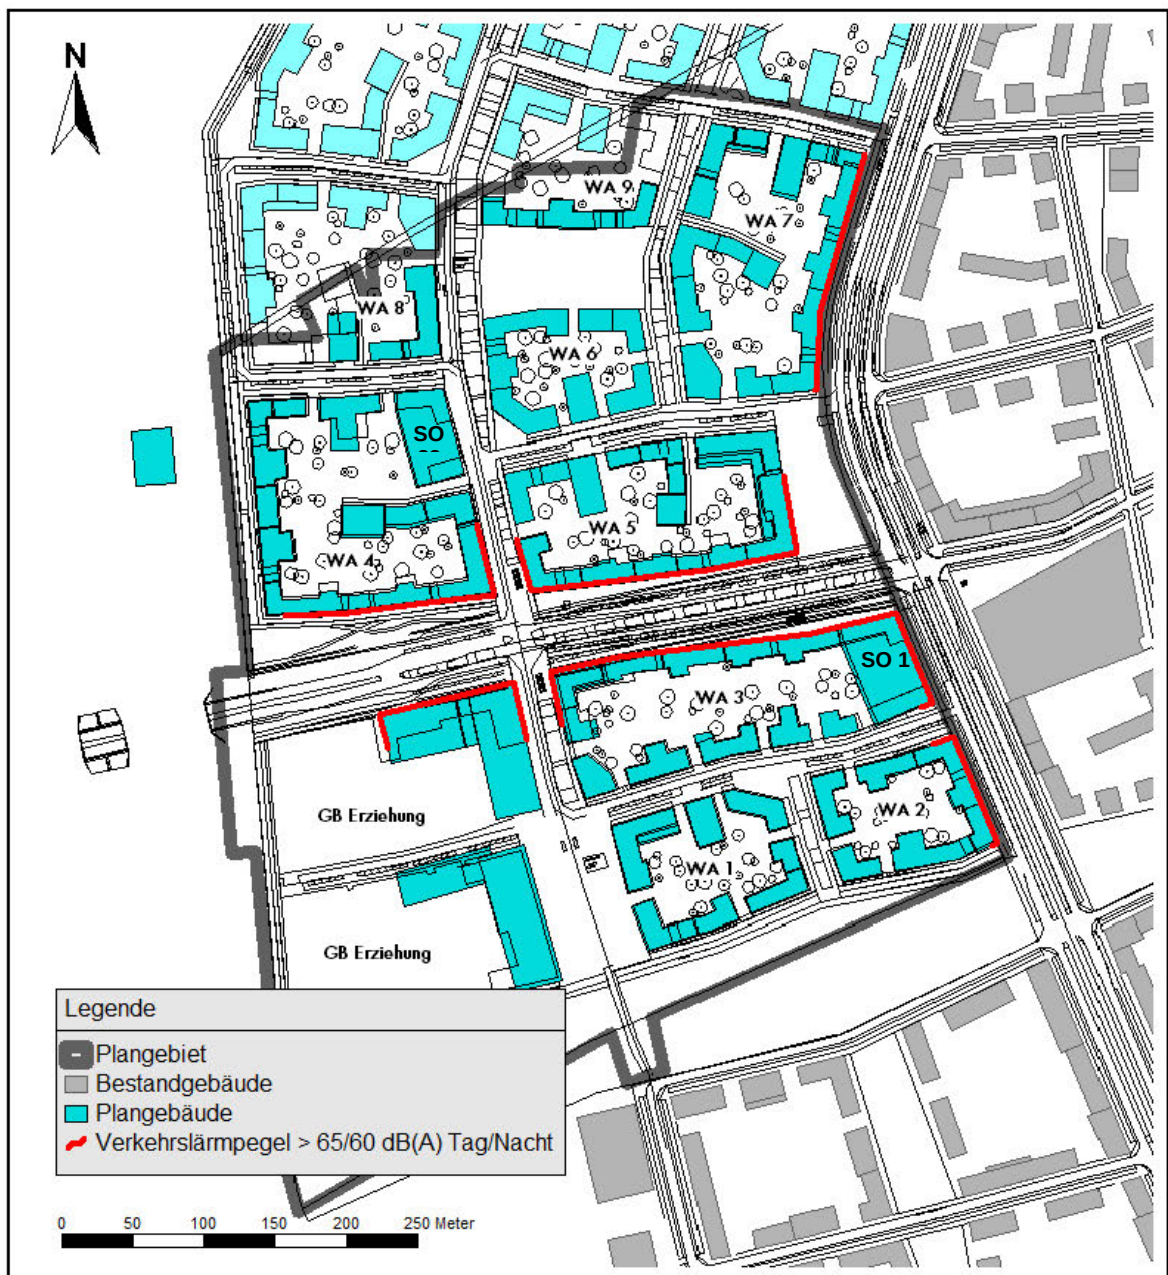 N
WA 9
WA 7
WA 8
WA 6
SO
WA 5
WA 4
SO 1
WA 3
WA 2
GB Erziehung
WA 1
GB Erziehung
Legende
Plangebiet
Bestandgebäude
Plangebäude
Verkehrslärmpegel > 65/60 dB(A) Tag/Nacht
0 50 100 150 200 250 Meter